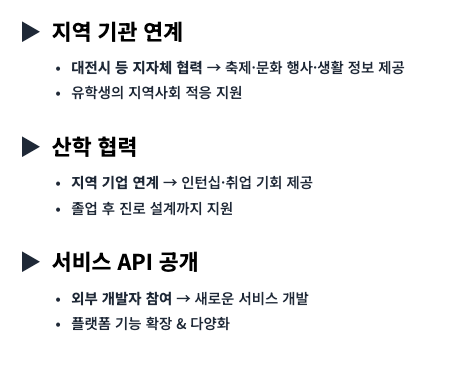 ▶ 지역 기관 연계
• 대전시 등 지자체 협력 → 축제·문화 행사·생활 정보 제공
• 유학생의 지역사회 적응 지원
▶ 산학 협력
• 지역 기업 연계 → 인턴십·취업 기회 제공
• 졸업 후 진로 설계까지 지원
▶ 서비스 API 공개
• 외부 개발자 참여 → 새로운 서비스 개발
• 플랫폼 기능 확장 & 다양화